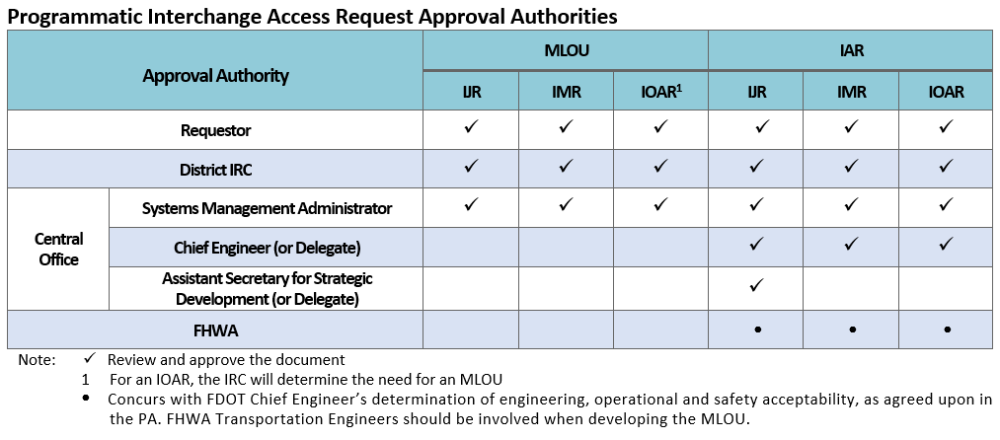 Programmatic Interchange Access Request Approval Authorities
Approval Authority MLOU IAR
IJR IMR IOAR1 IJR IMR IOAR
Requestor ✓ ✓ ✓ ✓ ✓ ✓
District IRC ✓ ✓ ✓ ✓ ✓ ✓
Central Office
Systems Management Administrator ✓ ✓ ✓ ✓ ✓ ✓
Chief Engineer (or Delegate) ✓ ✓ ✓
Assistant Secretary for Strategic
Development (or Delegate) ✓
FHWA • • •
Note: ✓ Review and approve the document
1 For an IOAR, the IRC will determine the need for an MLOU
• Concurs with FDOT Chief Engineer’s determination of engineering, operational and safety acceptability, as agreed upon in
the PA. FHWA Transportation Engineers should be involved when developing the MLOU.